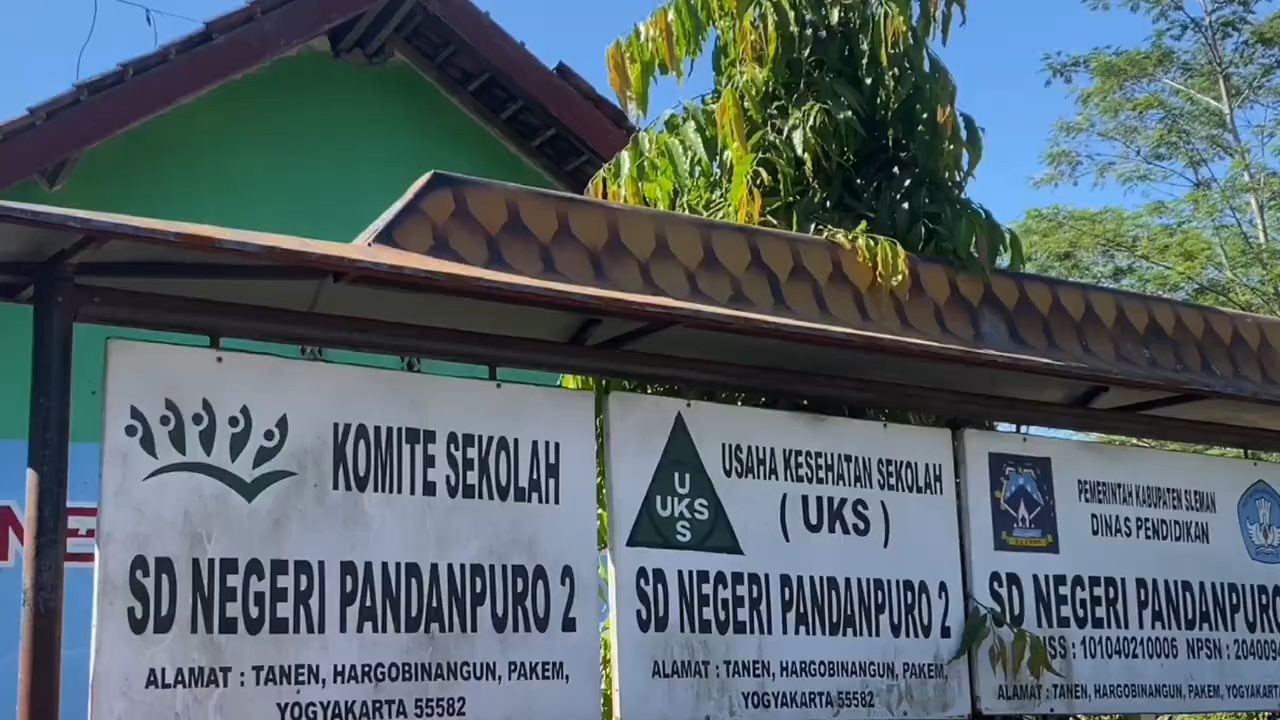 KOMITE SEKOLAH
SD NEGERI PANDANPURO 2
ALAMAT : TANEN, HARGOBINANGUN, PAKEM,
YOGYAKARTA 55582
U
UKS
S
USAHA KESEHATAN SEKOLAH
( UKS )
SD NEGERI PANDANPURO 2
ALAMAT : TANEN, HARGOBINANGUN, PAKEM,
YOGYAKARTA 55582
PEMERINTAH KABUPATEN SLEMAN
DINAS PENDIDIKAN
SD NEGERI PANDANPURO
SS : 101040210006 NPSN : 2040094
ALAMAT : TANEN, HARGOBINANGUN, PAKEM, YOGYAKARTA